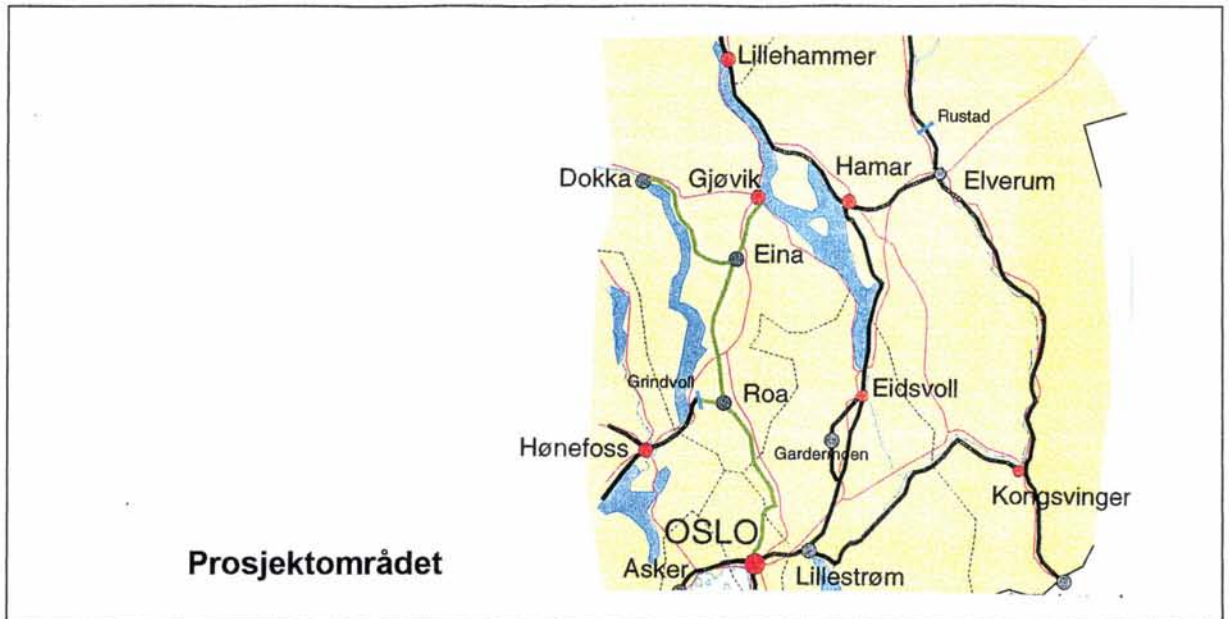 Lillehammer
Rustad
Hamar
Dokka
Gjøvik
Elverum
Eina
Grindvoll
Roa
Eidsvoll
Hønefoss
Gardermoen
Kongsvinger
OSLO
Prosjektområdet
Asker
Lillestrøm